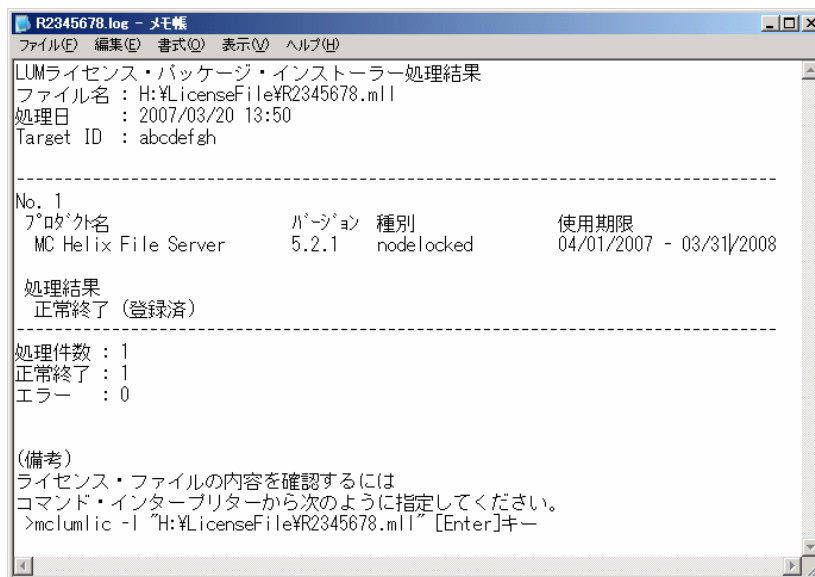 R2345678.log - メモ帳
ファイル(F) 編集(E) 書式(O) 表示(V) ヘルプ(H)
LUMライセンス・パッケージ・インストーラー処理結果
ファイル名 : H:¥LicenseFile¥R2345678.mll
処理日 : 2007/03/20 13:50
Target ID : abcdefgh
--------------------------------------------------------------------------------
No. 1
ﾌﾟﾛﾀﾞｸﾄ名 ﾊﾞｰｼﾞｮﾝ 種別 使用期限
MC Helix File Server 5.2.1 nodelocked 04/01/2007 - 03/31/2008
処理結果
正常終了 (登録済)
--------------------------------------------------------------------------------
処理件数 : 1
正常終了 : 1
エラー : 0
(備考)
ライセンス・ファイルの内容を確認するには
コマンド・インタープリターから次のように指定してください。
>mclumlic -l "H:¥LicenseFile¥R2345678.mll" [Enter]キー